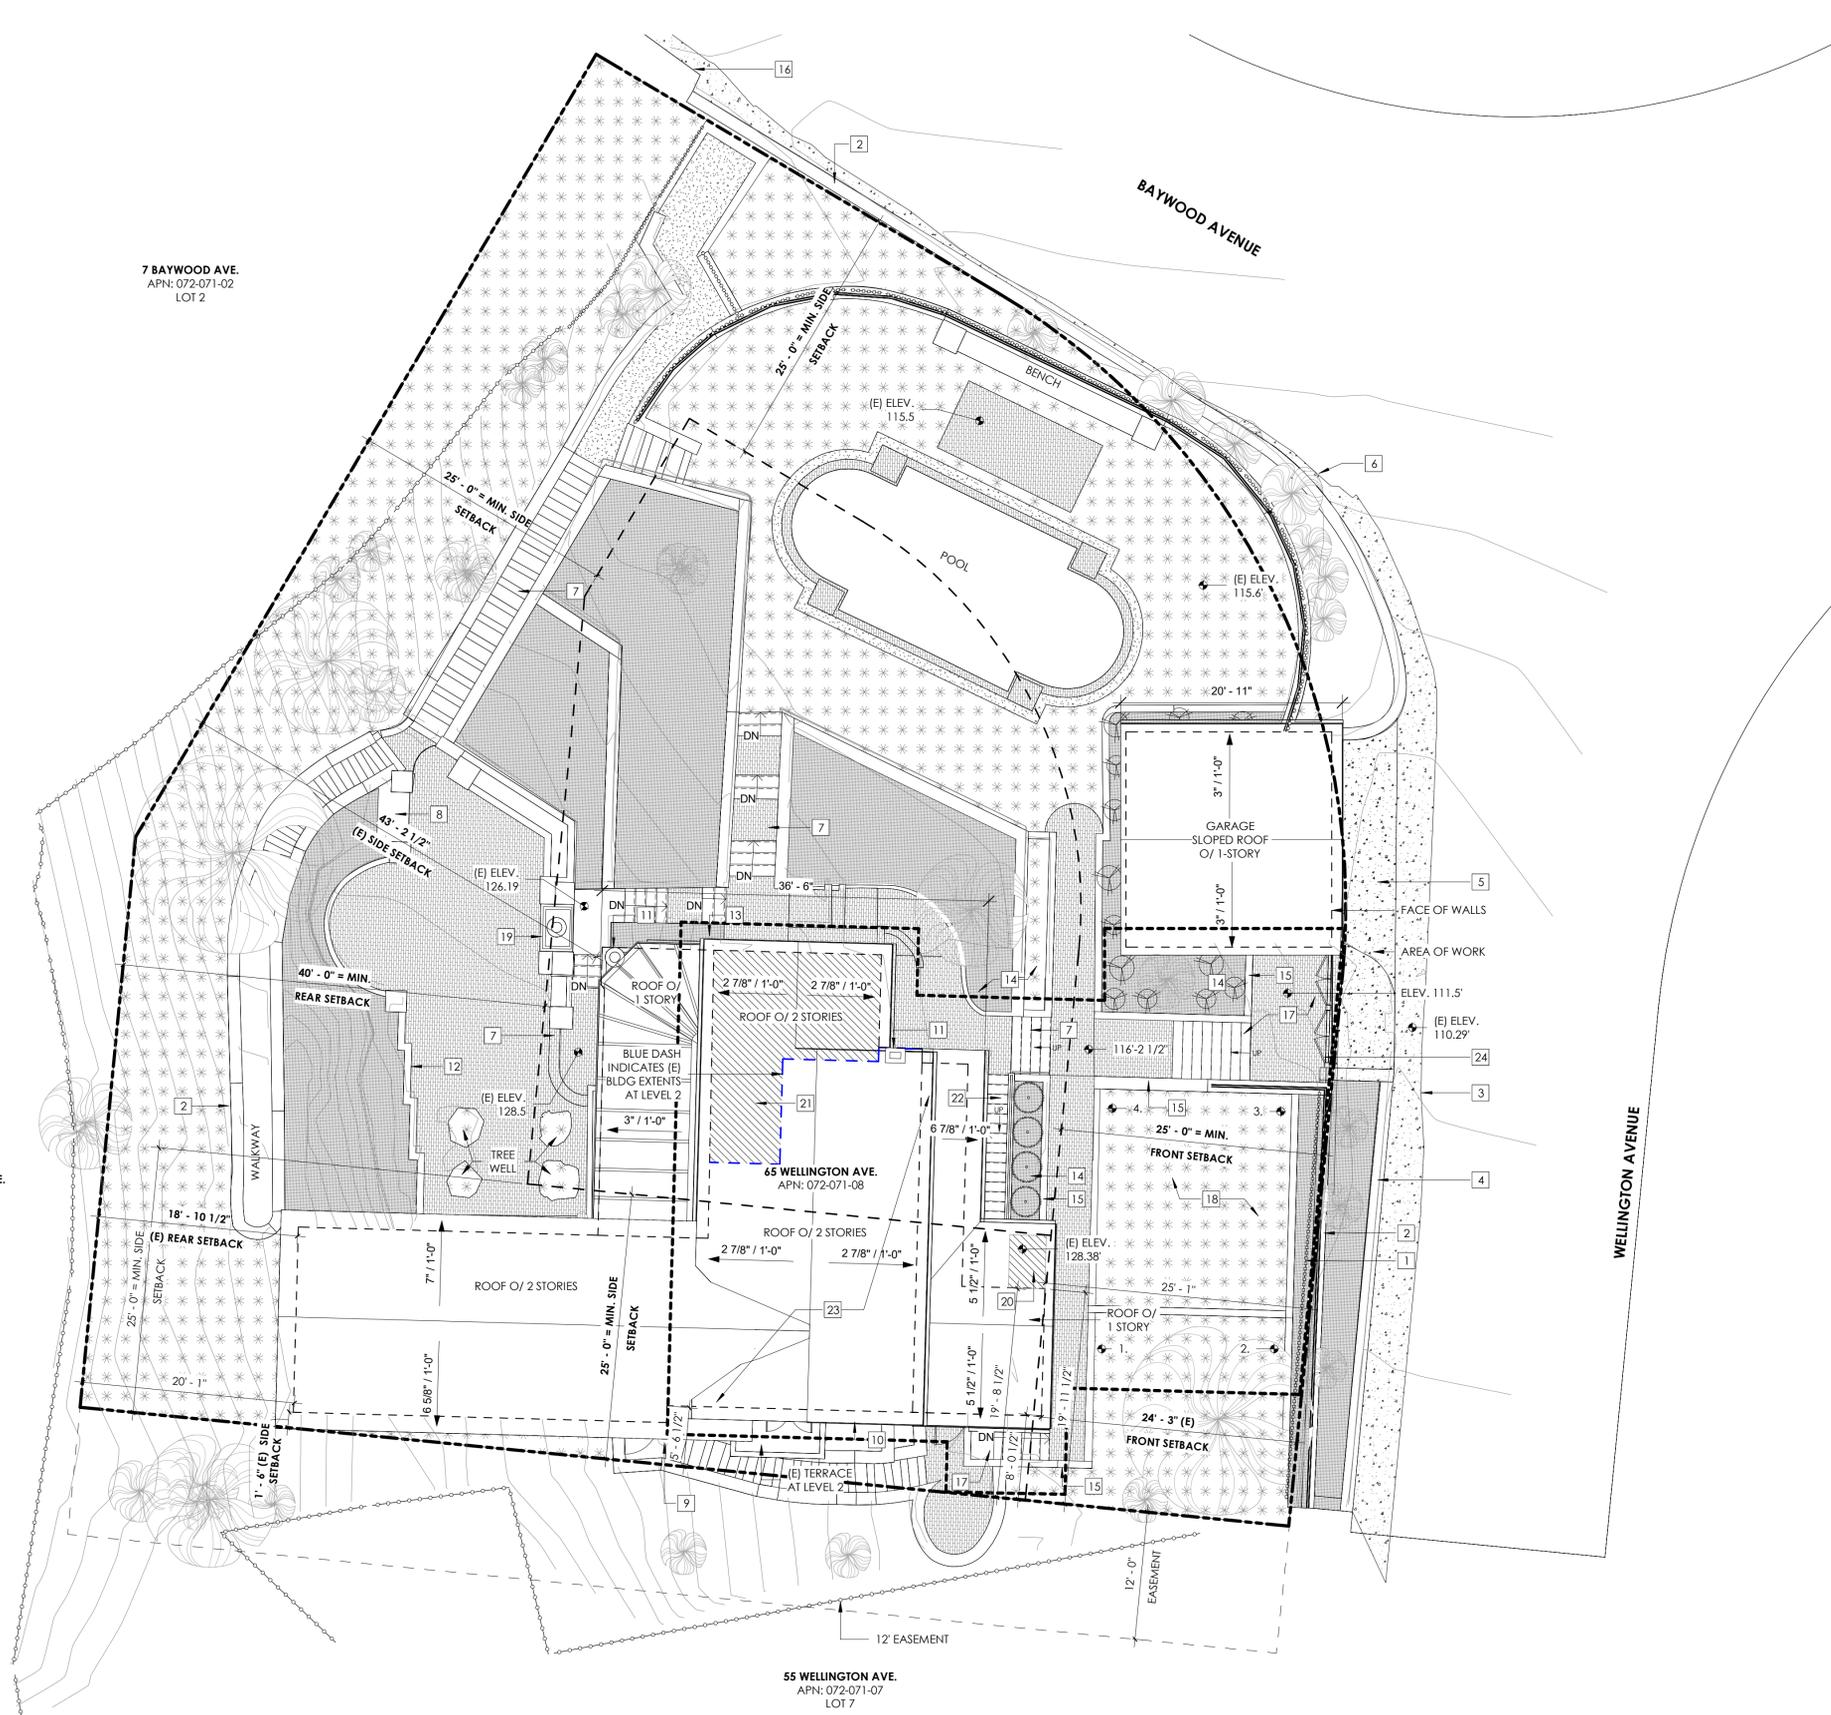 16
2
BAYWOOD AVENUE
7 BAYWOOD AVE.
APN: 072-071-02
LOT 2
25' - 0" = MIN. SIDE
SETBACK
BENCH
(E) ELEV.
115.5
6
25' - 0" = MIN. SIDE
SETBACK
POOL
7
(E) ELEV.
115.6'
20' - 11"
DN
3" / 1'-0"
DN
8
7
43' - 2 1/2"
(E) SIDE SETBACK
GARAGE
SLOPED ROOF
O/ 1-STORY
(E) ELEV.
126.19
DN
36' - 6"
5
DN
11
DN
13
3" / 1'-0"
FACE OF WALLS
19
AREA OF WORK
40' - 0" = MIN.
REAR SETBACK
DN
ROOF O/
1 STORY
2 7/8" / 1'-0"
2 7/8" / 1'-0"
14
14
15
ELEV. 111.5'
ROOF O/ 2 STORIES
17
(E) ELEV.
110.29'
7
11
7
UP
116'-2 1/2"
UP
24
BLUE DASH
INDICATES (E)
BLDG EXTENTS
AT LEVEL 2
12
3
2
(E) ELEV.
128.5
21
22
UP
4.
15
3.
3" / 1'-0"
6 7/8" / 1'-0"
25' - 0" = MIN.
FRONT SETBACK
WELLINGTON AVENUE
WALKWAY
TREE
WELL
65 WELLINGTON AVE.
APN: 072-071-08
14
15
18
4
18' - 10 1/2"
(E) REAR SETBACK
25' - 0" = MIN. SIDE
SETBACK
7" / 1'-0"
ROOF O/ 2 STORIES
2 7/8" / 1'-0"
2 7/8" / 1'-0"
(E) ELEV.
128.38'
2
1
ROOF O/ 2 STORIES
5 1/2" / 1'-0"
25' - 1"
20
23
ROOF O/
1 STORY
25' - 0" = MIN. SIDE
SETBACK
1.
2.
20' - 1"
6 5/8" / 1'-0"
5 1/2" / 1'-0"
19' - 8 1/2"
19' - 11 1/2"
24' - 3" (E)
FRONT SETBACK
1' - 6" (E) SIDE
SETBACK
5' - 6 1/2"
10
DN
8' - 0 1/2"
(E) TERRACE
AT LEVEL 2
17
15
9
12' - 0"
EASEMENT
12' EASEMENT
55 WELLINGTON AVE.
APN: 072-071-07
LOT 7